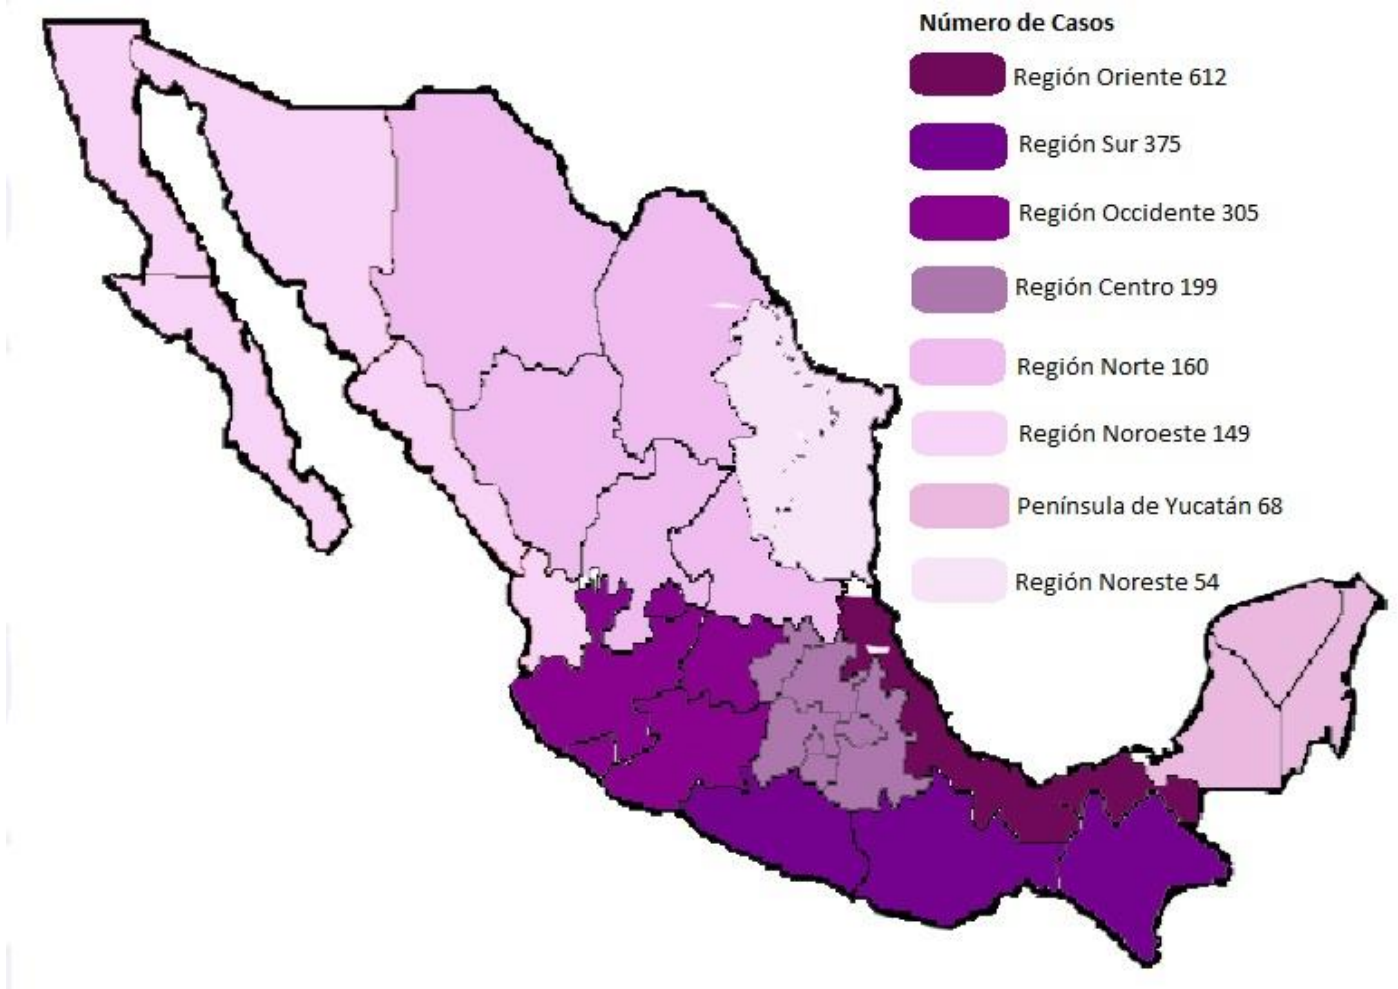 Número de Casos
Región Oriente 612
Región Sur 375
Región Occidente 305
Región Centro 199
Región Norte 160
Región Noroeste 149
Península de Yucatán 68
Región Noreste 54